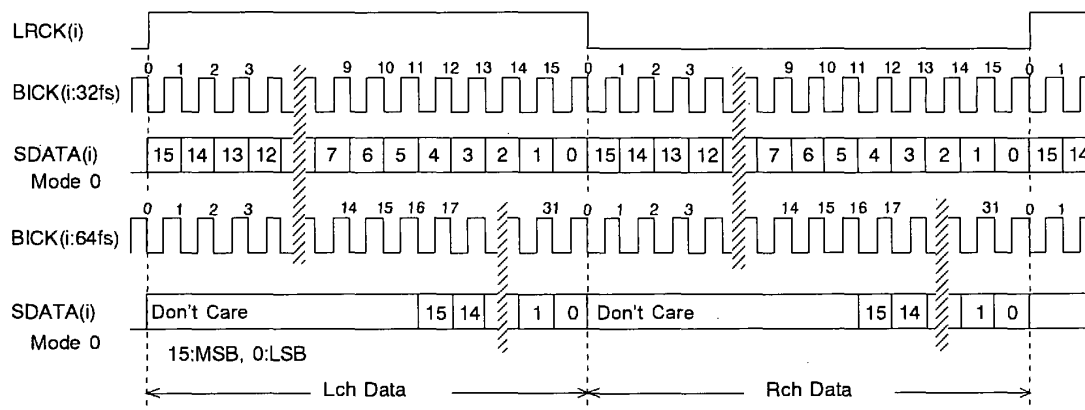 LRCK(i)
0 1 2 3 9 10 11 12 13 14 15 0 1 2 3 9 10 11 12 13 14 15 0 1
BICK(i:32fs)
SDATA(i) 15 14 13 12 7 6 5 4 3 2 1 0 15 14 13 12 7 6 5 4 3 2 1 0 15 14
Mode 0
0 1 2 3 14 15 16 17 31 0 1 2 3 14 15 16 17 31 0 1
BICK(i:64fs)
SDATA(i) Don't Care 15 14 1 0 Don't Care 15 14 1 0
Mode 0
15:MSB, 0:LSB
Lch Data Rch Data